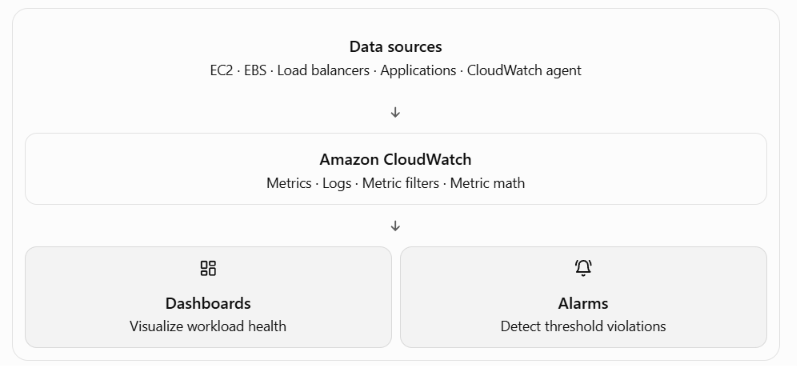 Data sources
EC2 · EBS · Load balancers · Applications · CloudWatch agent
Amazon CloudWatch
Metrics · Logs · Metric filters · Metric math
Dashboards
Visualize workload health
Alarms
Detect threshold violations